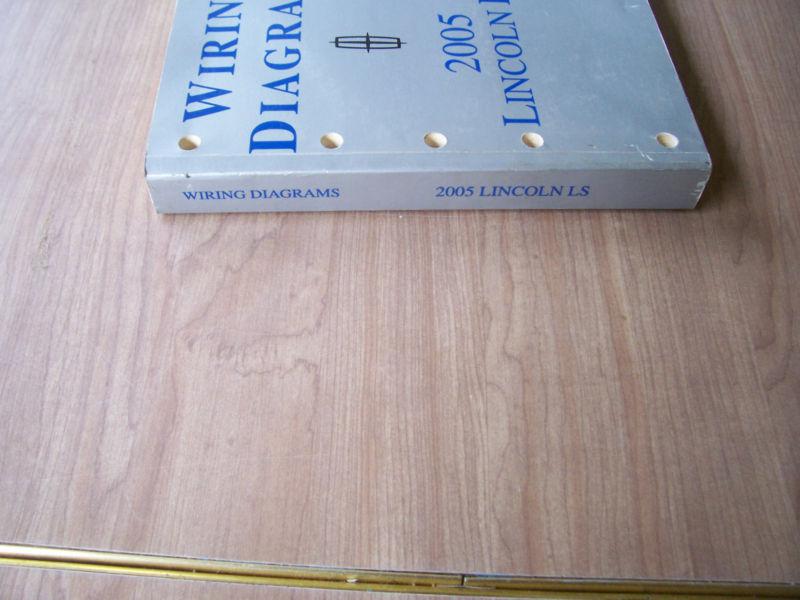 WIRIN
DIAGRA
2005
LINCOLN
WIRING DIAGRAMS
2005 LINCOLN LS